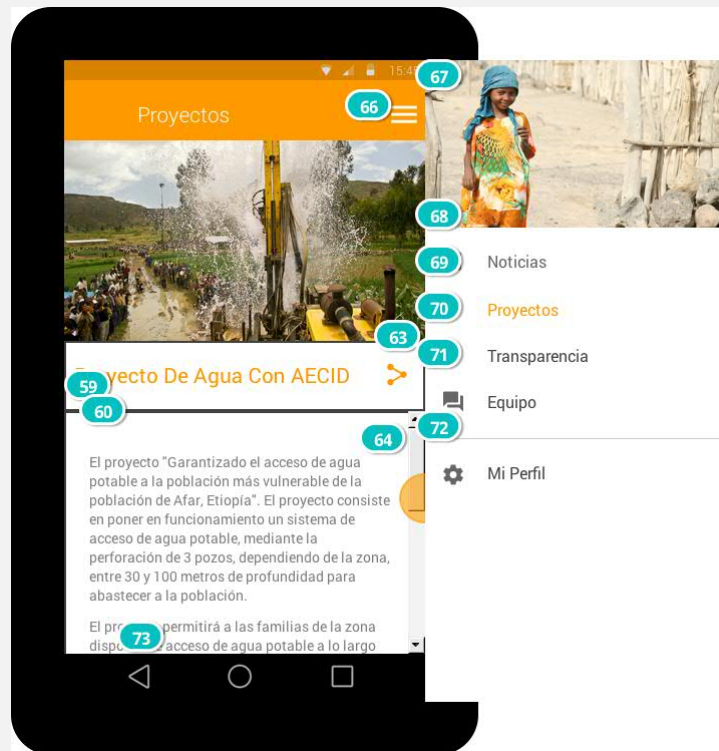 15:45
67
Proyectos
66
68
69
Noticias
70
Proyectos
63
71
Transparencia
59
yecto De Agua Con AECID
60
Equipo
72
64
El proyecto "Garantizado el acceso de agua
potable a la población más vulnerable de la
población de Afar, Etiopía". El proyecto consiste
en poner en funcionamiento un sistema de
acceso de agua potable, mediante la
perforación de 3 pozos, dependiendo de la zona,
entre 30 y 100 metros de profundidad para
abastecer a la población.
Mi Perfil
El permitirá a las familias de la zona
73
acceso de agua potable a lo largo